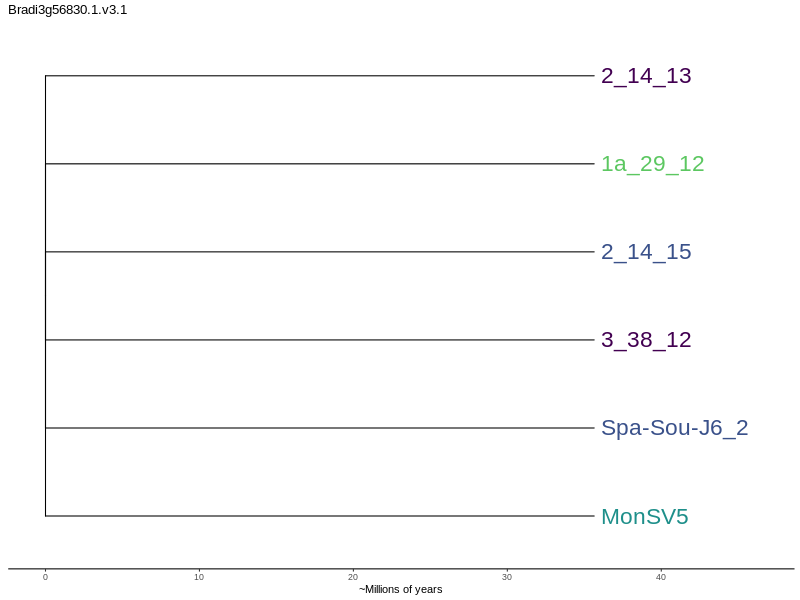 Bradi3g56830.1.v3.1
2_14_13
1a_29_12
2_14_15
3_38_12
Spa-Sou-J6_2
MonSV5
0 10 20 30 40
~Millions of years